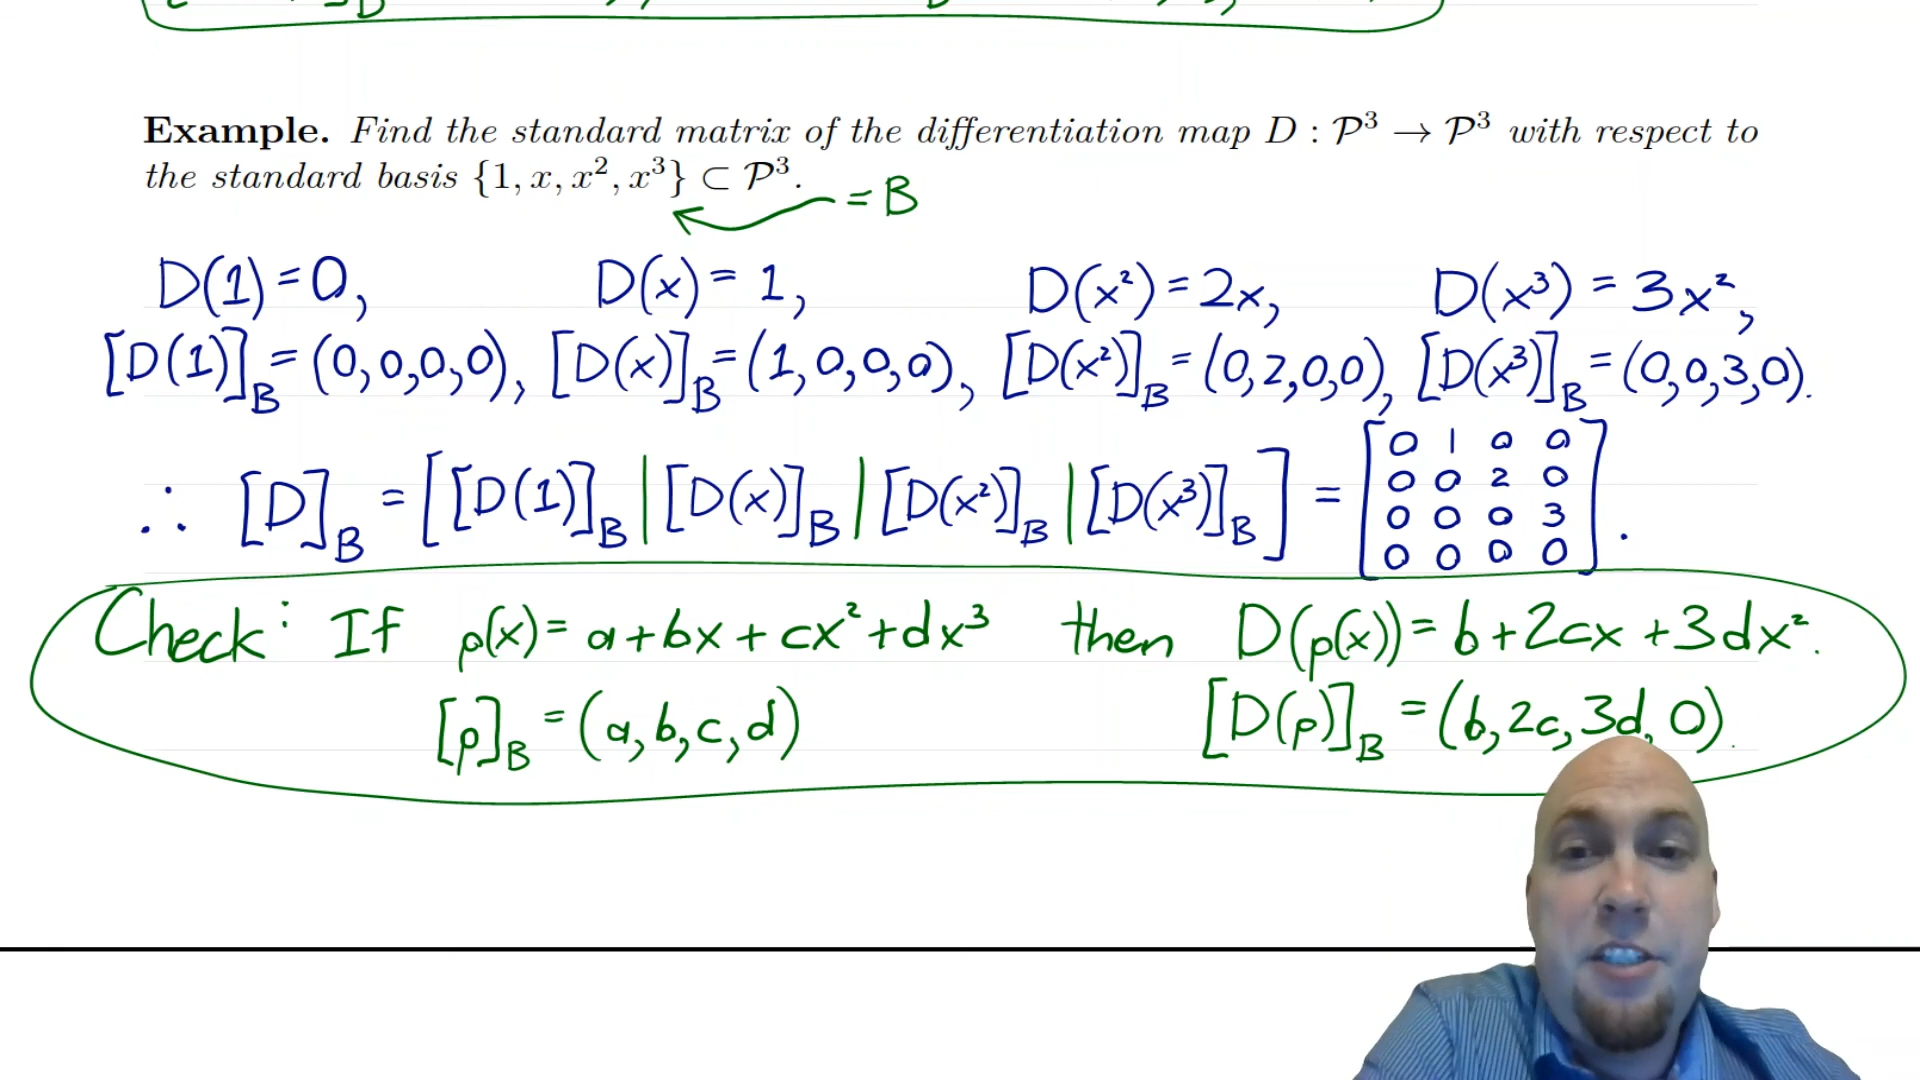 Example. Find the standard matrix of the differentiation map D : P³ → P³ with respect to
the standard basis {1, x, x², x³} ⊂ P³.
= B
D(1) = 0, D(x) = 1, D(x²) = 2x, D(x³) = 3x²,
[D(1)]_B = (0,0,0,0), [D(x)]_B = (1,0,0,0), [D(x²)]_B = (0,2,0,0), [D(x³)]_B = (0,0,3,0).
∴ [D]_B = [ [D(1)]_B | [D(x)]_B | [D(x²)]_B | [D(x³)]_B ] =
0 1 0 0
0 0 2 0
0 0 0 3
0 0 0 0 .
Check: If p(x) = a+bx+cx²+dx³ then D(p(x)) = b+2cx+3dx².
[p]_B = (a,b,c,d) [D(p)]_B = (b,2c,3d,0).